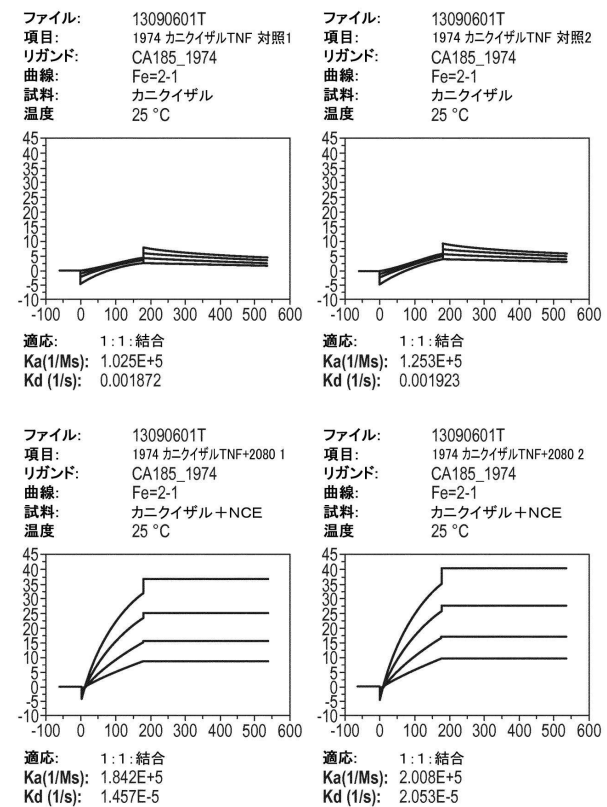 ファイル: 13090601T
項目: 1974 カニクイザルTNF 対照1
リガンド: CA185_1974
曲線: Fe=2-1
試料: カニクイザル
温度 25 °C
45
40
35
30
25
20
15
10
5
0
-5
-10
-100 0 100 200 300 400 500 600
適応: 1:1:結合
Ka(1/Ms): 1.025E+5
Kd (1/s): 0.001872
ファイル: 13090601T
項目: 1974 カニクイザルTNF 対照2
リガンド: CA185_1974
曲線: Fe=2-1
試料: カニクイザル
温度 25 °C
45
40
35
30
25
20
15
10
5
0
-5
-10
-100 0 100 200 300 400 500 600
適応: 1:1:結合
Ka(1/Ms): 1.253E+5
Kd (1/s): 0.001923
ファイル: 13090601T
項目: 1974 カニクイザルTNF+2080 1
リガンド: CA185_1974
曲線: Fe=2-1
試料: カニクイザル+NCE
温度 25 °C
45
40
35
30
25
20
15
10
5
0
-5
-10
-100 0 100 200 300 400 500 600
適応: 1:1:結合
Ka(1/Ms): 1.842E+5
Kd (1/s): 1.457E-5
ファイル: 13090601T
項目: 1974 カニクイザルTNF+2080 2
リガンド: CA185_1974
曲線: Fe=2-1
試料: カニクイザル+NCE
温度 25 °C
45
40
35
30
25
20
15
10
5
0
-5
-10
-100 0 100 200 300 400 500 600
適応: 1:1:結合
Ka(1/Ms): 2.008E+5
Kd (1/s): 2.053E-5